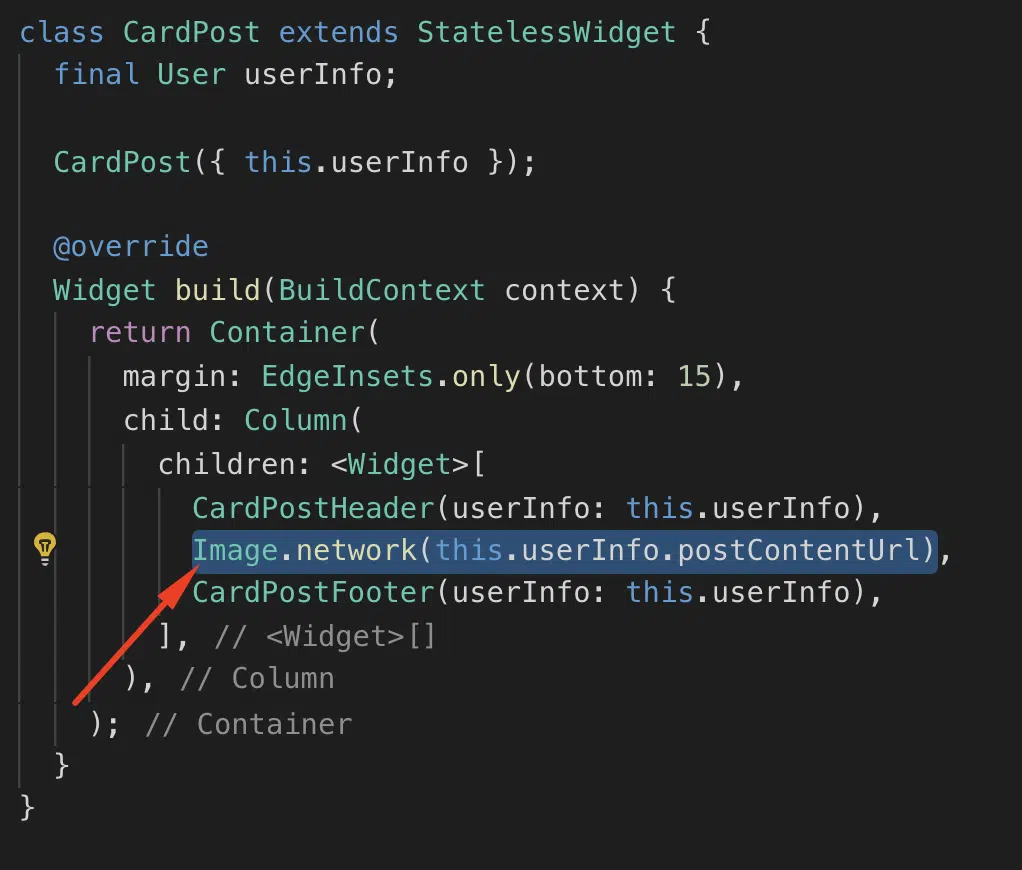 class CardPost extends StatelessWidget {
final User userInfo;
CardPost({ this.userInfo });
@override
Widget build(BuildContext context) {
return Container(
margin: EdgeInsets.only(bottom: 15),
child: Column(
children: <Widget>[
CardPostHeader(userInfo: this.userInfo),
Image.network(this.userInfo.postContentUrl),
CardPostFooter(userInfo: this.userInfo),
], // <Widget>[]
), // Column
); // Container
}
}